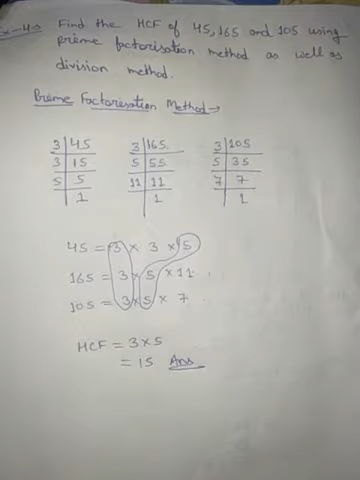 Ex-4:- Find the HCF of 45, 165 and 105 using
prime factorisation method as well as
division method.
Prime Factorisation Method →
3 | 45
3 | 15
5 | 5
1
3 | 165
5 | 55
11 | 11
1
3 | 105
5 | 35
7 | 7
1
45 = 3 × 3 × 5
165 = 3 × 5 × 11
105 = 3 × 5 × 7
HCF = 3 × 5
= 15 Ans